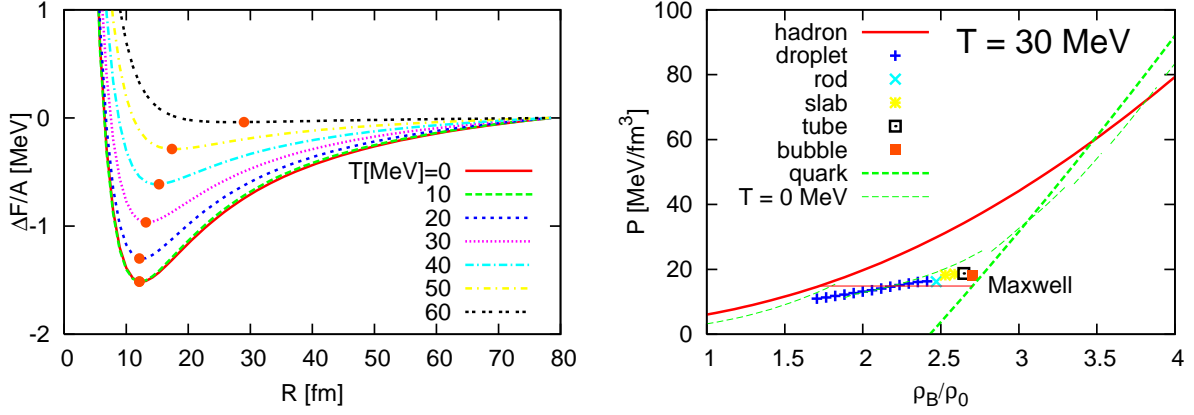 1
0
-1
-2
ΔF/A [MeV]
0 10 20 30 40 50 60 70 80
R [fm]
T[MeV]=0
10
20
30
40
50
60
100
80
60
40
20
0
P [MeV/fm³]
1 1.5 2 2.5 3 3.5 4
ρB/ρ0
hadron
droplet
rod
slab
tube
bubble
quark
T = 0 MeV
T = 30 MeV
Maxwell